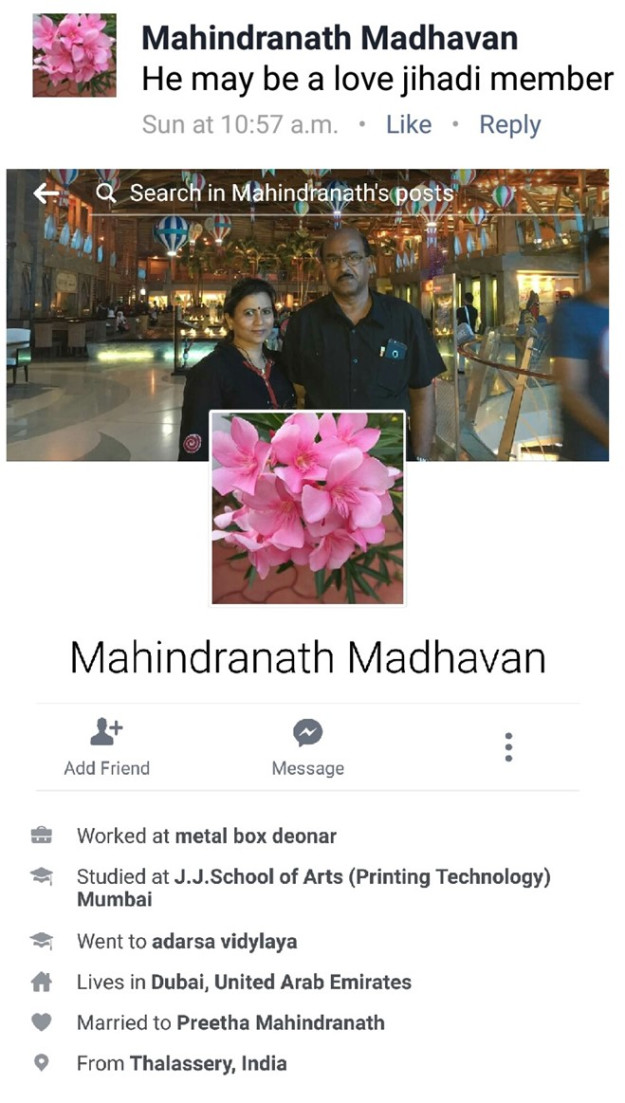 Mahindranath Madhavan
He may be a love jihadi member
Sun at 10:57 a.m. • Like • Reply
Search in Mahindranath's posts
Mahindranath Madhavan
Add Friend Message
Worked at metal box deonar
Studied at J.J.School of Arts (Printing Technology)
Mumbai
Went to adarsa vidylaya
Lives in Dubai, United Arab Emirates
Married to Preetha Mahindranath
From Thalassery, India